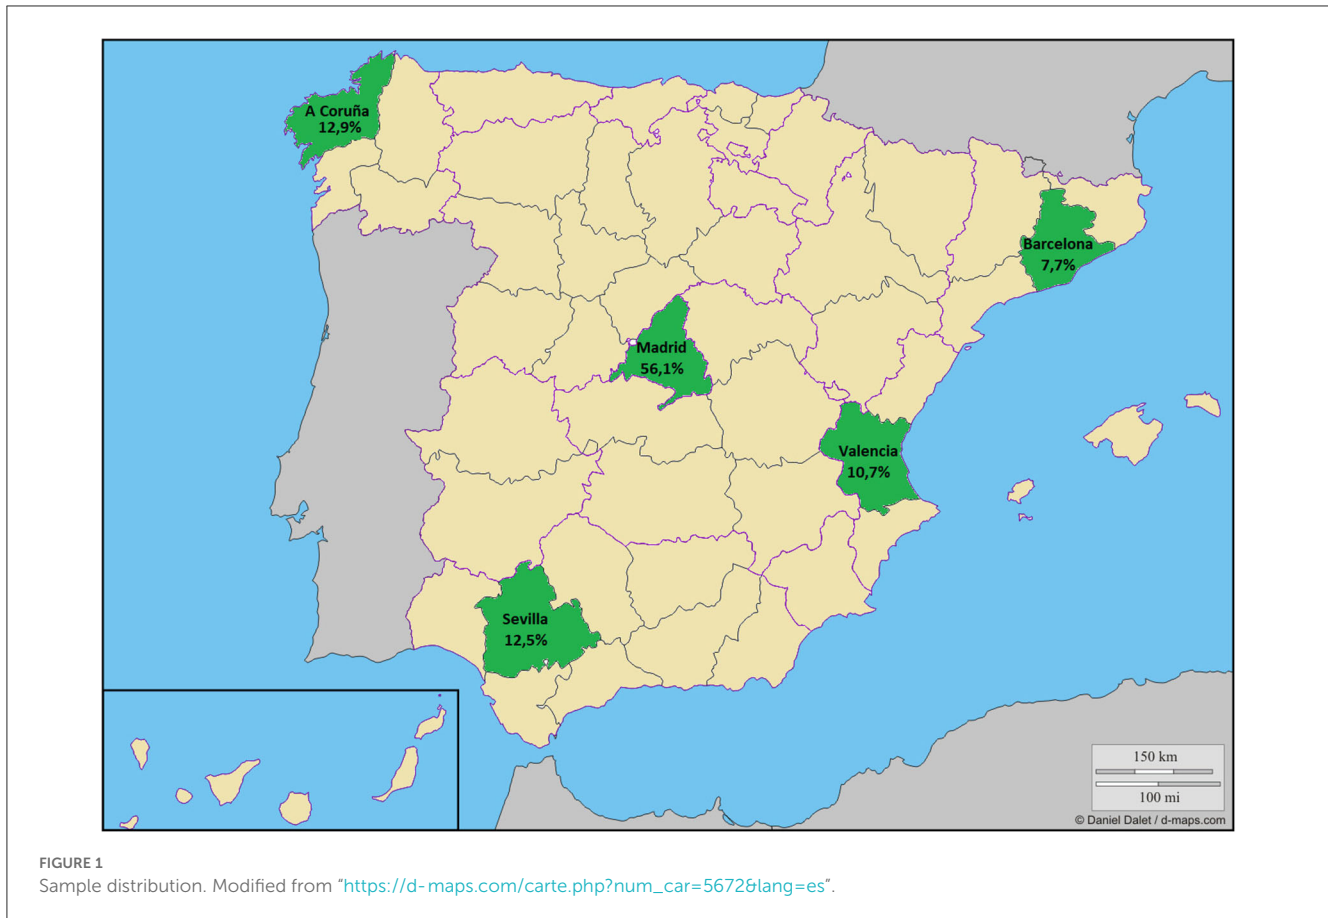 A Coruña
12,9%
Barcelona
7,7%
Madrid
56,1%
Valencia
10,7%
Sevilla
12,5%
150 km
100 mi
© Daniel Dalet / d-maps.com
FIGURE 1
Sample distribution. Modified from “https://d-maps.com/carte.php?num_car=5672&lang=es”.